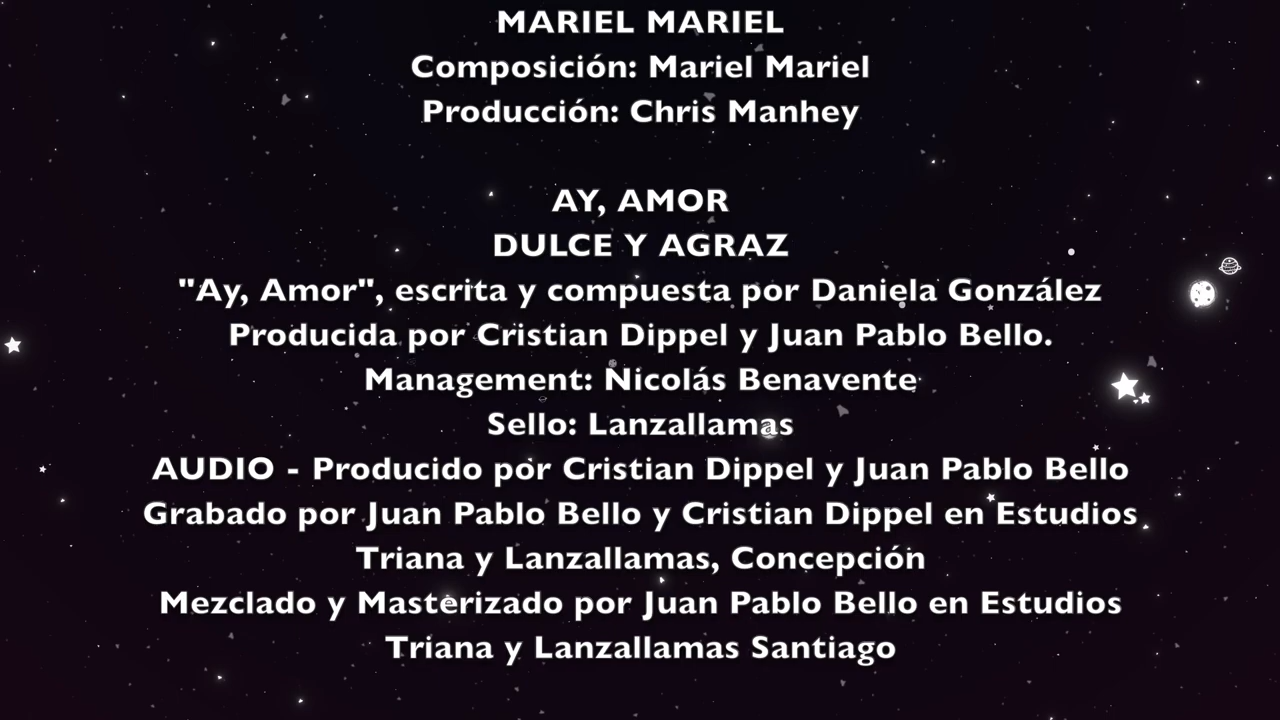 MARIEL MARIEL
Composición: Mariel Mariel
Producción: Chris Manhey
AY, AMOR
DULCE Y AGRAZ
"Ay, Amor", escrita y compuesta por Daniela González
Producida por Cristian Dippel y Juan Pablo Bello.
Management: Nicolás Benavente
Sello: Lanzallamas
AUDIO - Producido por Cristian Dippel y Juan Pablo Bello
Grabado por Juan Pablo Bello y Cristian Dippel en Estudios
Triana y Lanzallamas, Concepción
Mezclado y Masterizado por Juan Pablo Bello en Estudios
Triana y Lanzallamas Santiago